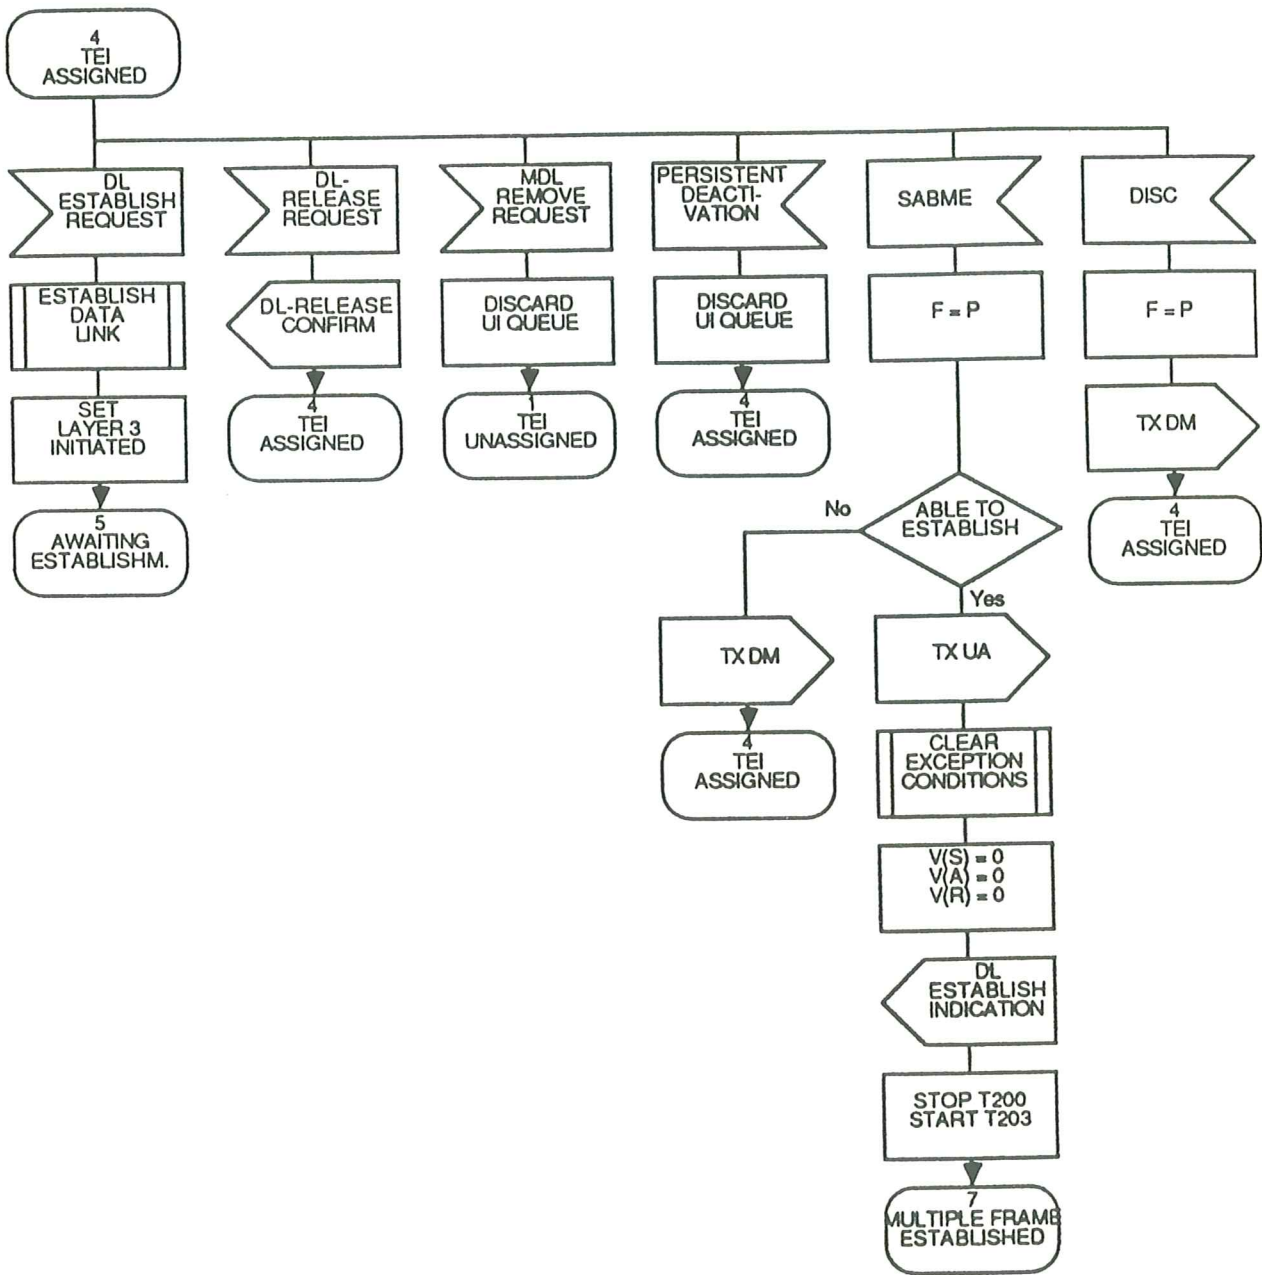 4
TEI
ASSIGNED
DL
ESTABLISH
REQUEST
DL-
RELEASE
REQUEST
MDL
REMOVE
REQUEST
PERSISTENT
DEACTI-
VATION
SABME
DISC
ESTABLISH
DATA
LINK
DL-RELEASE
CONFIRM
DISCARD
UI QUEUE
DISCARD
UI QUEUE
F = P
F = P
SET
LAYER 3
INITIATED
4
TEI
ASSIGNED
1
TEI
UNASSIGNED
4
TEI
ASSIGNED
TX DM
5
AWAITING
ESTABLISHM.
No
ABLE TO
ESTABLISH
4
TEI
ASSIGNED
Yes
TX DM
TX UA
4
TEI
ASSIGNED
CLEAR
EXCEPTION
CONDITIONS
V(S) = 0
V(A) = 0
V(R) = 0
DL
ESTABLISH
INDICATION
STOP T200
START T203
7
MULTIPLE FRAME
ESTABLISHED